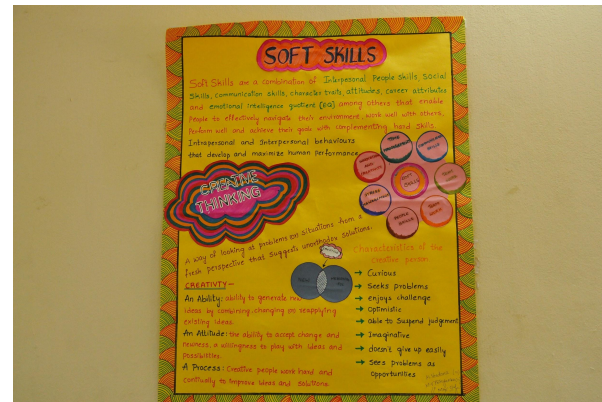 SOFT SKILLS
Soft Skills are a combination of Interpesonal People Skills, Social
Skills, communication skills, character traits, attitudes, career attributes
and emotional intelligence quotient (EQ) among others that enable
People to effectively navigate their environment, work well with others,
Perform well and achieve their goals with complementing hard skills.
Intrapersonal and Interpersonal behaviours
that develop and maximize human performance
SOFT SKILLS
CREATIVE
THINKING
A way of looking at problems or situations from a
fresh perspective that suggests unorthodox solutions.
Characteristics of the
creative person
→ Curious
→ Seeks problems
→ enjoys challenge
→ Optimistic
→ able to Suspend judgement
→ Imaginative
→ doesn't give up easily
→ Sees problems as
opportunities
CREATIVITY -
An Ability: ability to generate new
ideas by combining, changing or reapplying
existing ideas.
An Attitude: the ability to accept change and
newness, a willingness to play with ideas and
possibilities.
A Process: Creative people work hard and
continually to improve ideas and solutions.